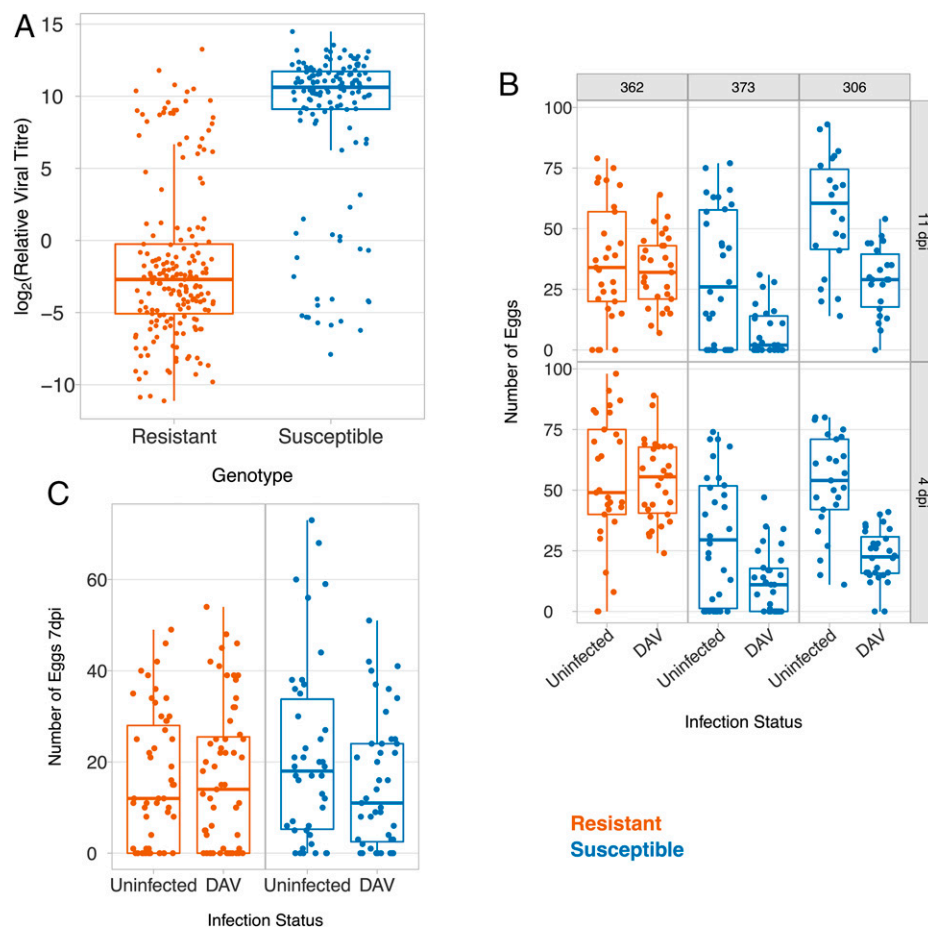 A
log₂(Relative Viral Titre)
15
10
5
0
−5
−10
Resistant
Susceptible
Genotype
B
362
373
306
Number of Eggs
100
75
50
25
0
11 dpi
100
75
50
25
0
4 dpi
Uninfected
DAV
Uninfected
DAV
Uninfected
DAV
Infection Status
C
Number of Eggs 7dpi
60
40
20
0
Uninfected
DAV
Uninfected
DAV
Infection Status
Resistant
Susceptible